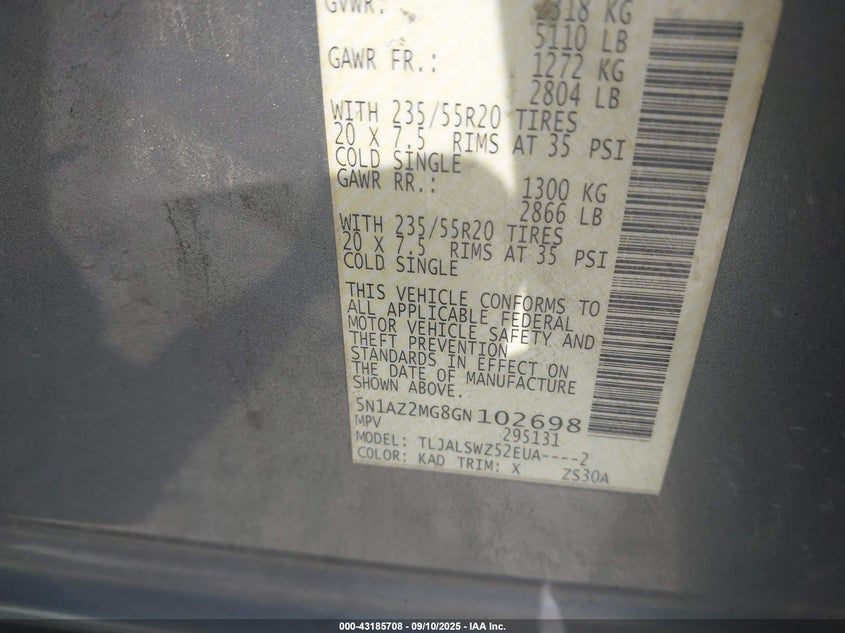 GVWR:
2318 KG
5110 LB
GAWR FR.: 1272 KG
2804 LB
WITH 235/55R20 TIRES
20 X 7.5 RIMS AT 35 PSI
COLD SINGLE
GAWR RR.: 1300 KG
2866 LB
WITH 235/55R20 TIRES
20 X 7.5 RIMS AT 35 PSI
COLD SINGLE
THIS VEHICLE CONFORMS TO
ALL APPLICABLE FEDERAL
MOTOR VEHICLE SAFETY AND
THEFT PREVENTION
STANDARDS IN EFFECT ON
THE DATE OF MANUFACTURE
SHOWN ABOVE.
5N1AZ2MG8GN102698
MPV 295131
MODEL: TLJALSWZ52EUA----2
COLOR: KAD TRIM: X ZS30A
000-43185708 - 09/10/2025 - IAA Inc.